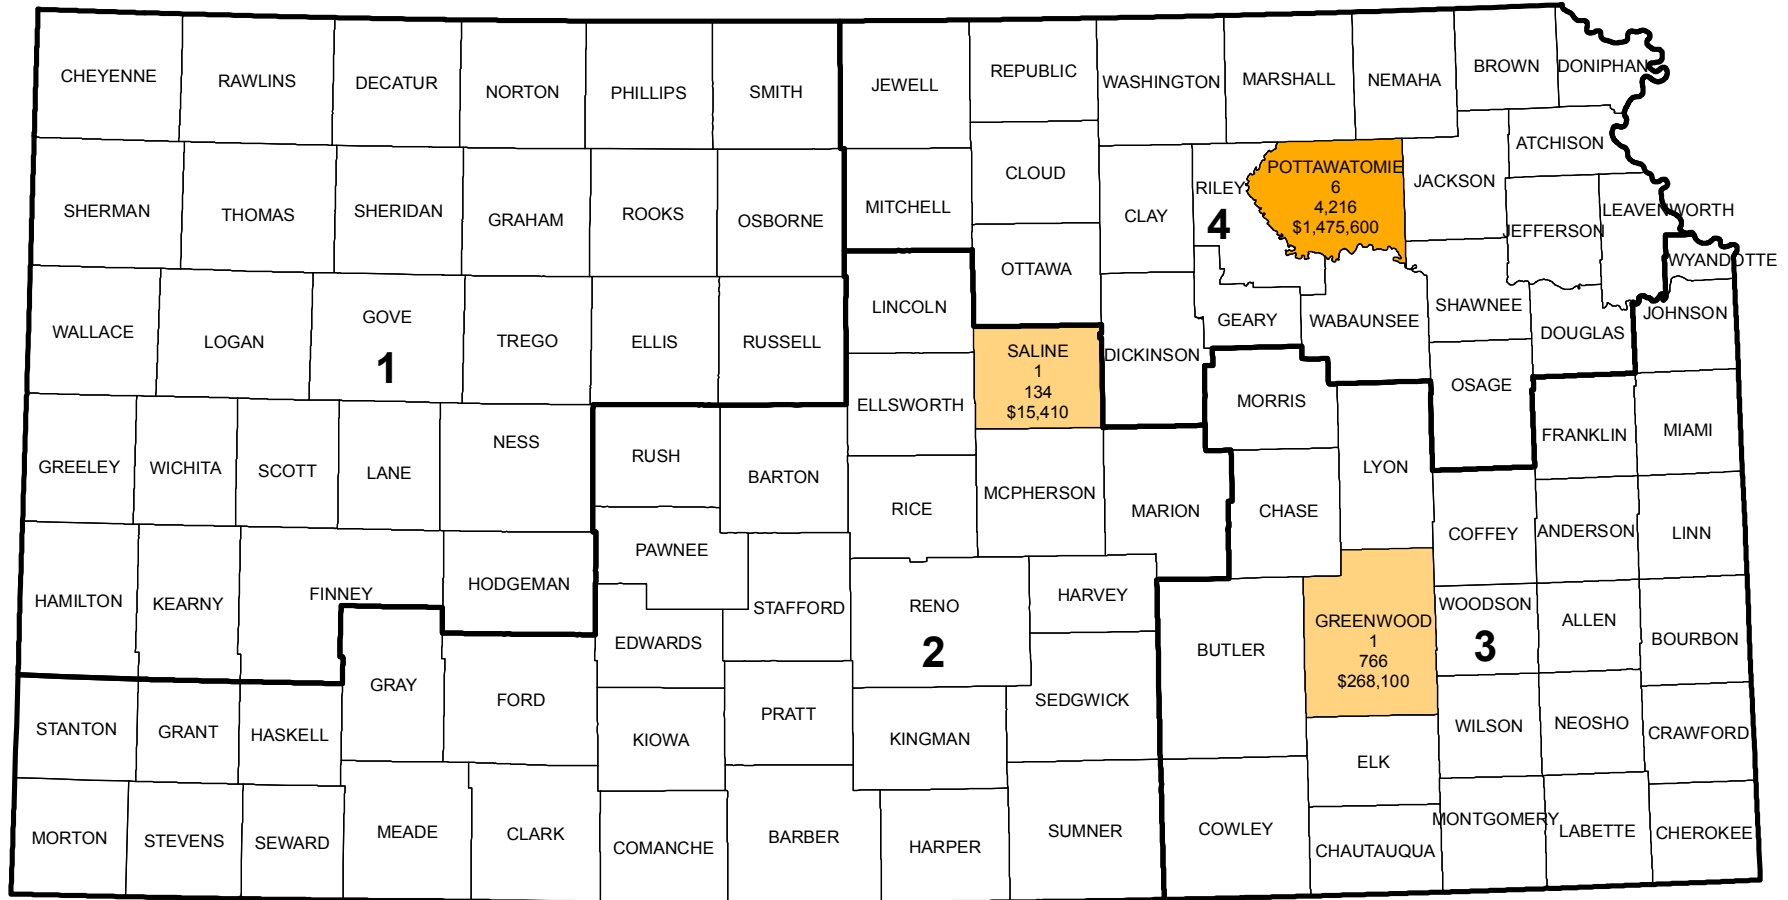 CHEYENNE
RAWLINS
DECATUR
NORTON
PHILLIPS
SMITH
JEWELL
REPUBLIC
WASHINGTON
MARSHALL
NEMAHA
BROWN
DONIPHAN
SHERMAN
THOMAS
SHERIDAN
GRAHAM
ROOKS
OSBORNE
MITCHELL
CLOUD
CLAY
RILEY
4
POTTAWATOMIE
6
4,216
$1,475,600
JACKSON
ATCHISON
JEFFERSON
LEAVENWORTH
WYANDOTTE
WALLACE
LOGAN
GOVE
1
TREGO
ELLIS
RUSSELL
LINCOLN
OTTAWA
SALINE
1
134
$15,410
DICKINSON
GEARY
WABAUNSEE
SHAWNEE
DOUGLAS
JOHNSON
GREELEY
WICHITA
SCOTT
LANE
NESS
RUSH
BARTON
ELLSWORTH
RICE
MCPHERSON
MARION
MORRIS
CHASE
LYON
OSAGE
FRANKLIN
MIAMI
HAMILTON
KEARNY
FINNEY
HODGEMAN
PAWNEE
EDWARDS
STAFFORD
RENO
2
HARVEY
BUTLER
GREENWOOD
1
766
$268,100
COFFEY
ANDERSON
LINN
WOODSON
3
ALLEN
BOURBON
STANTON
GRANT
HASKELL
GRAY
FORD
KIOWA
PRATT
KINGMAN
SEDGWICK
ELK
WILSON
NEOSHO
CRAWFORD
MORTON
STEVENS
SEWARD
MEADE
CLARK
COMANCHE
BARBER
HARPER
SUMNER
COWLEY
CHAUTAUQUA
MONTGOMERY
LABETTE
CHEROKEE